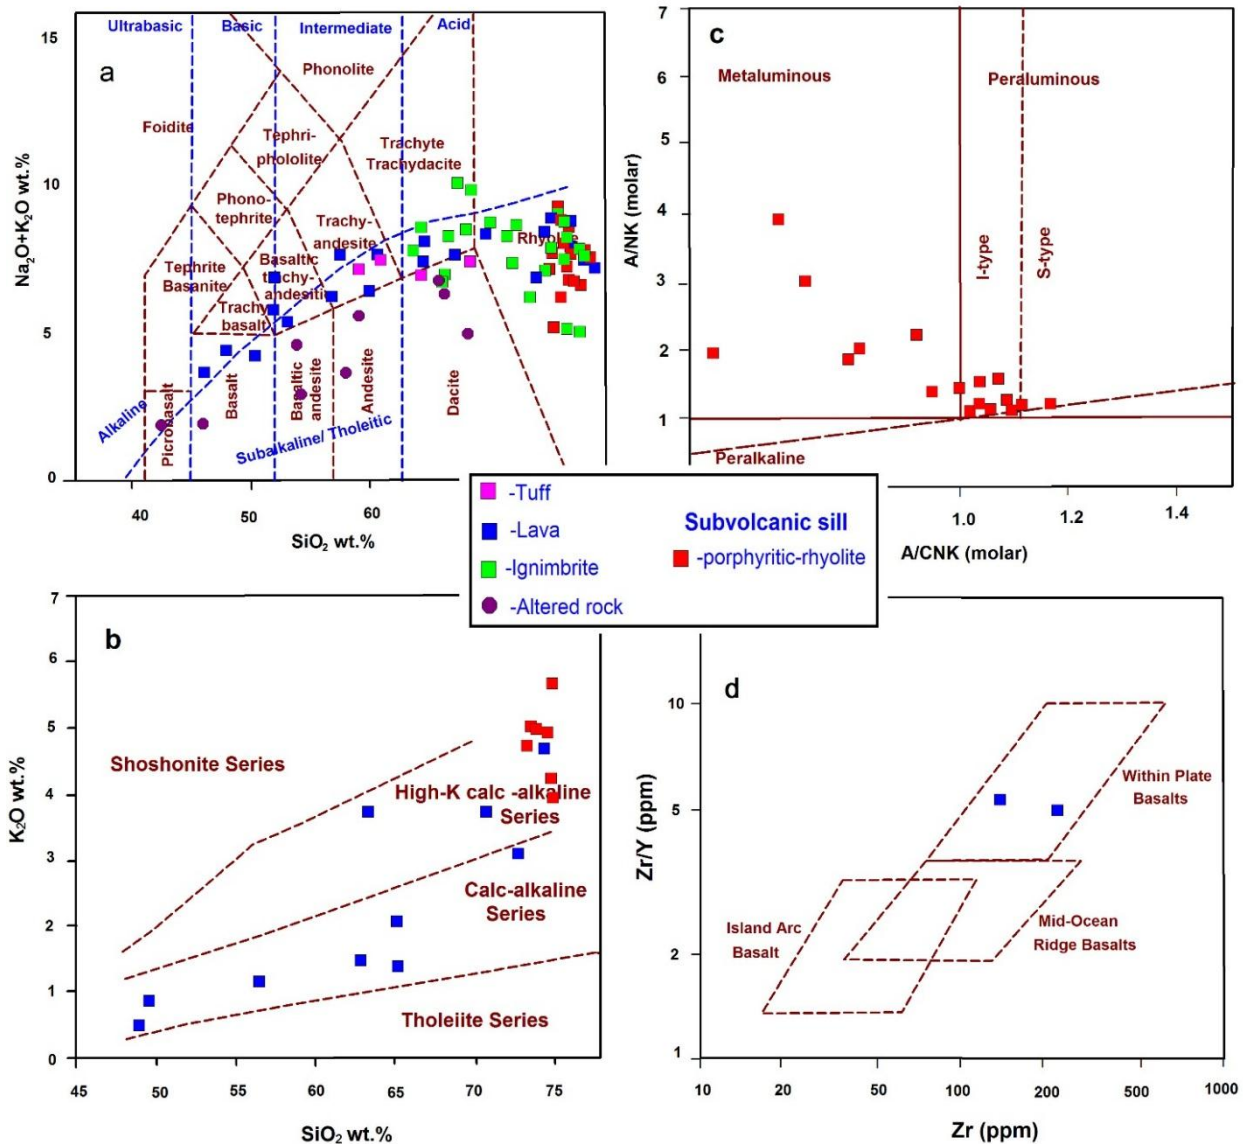 a
Ultrabasic
Basic
Intermediate
Acid
Phonolite
Foidite
Tephri-
phololite
Trachyte
Trachydacite
Phono-
tephrite
Trachy-
andesite
Rhyolite
Tephrite
Basanite
Basaltic
trachy-
andesitic
Trachy
basalt
Alkaline
Picrobasalt
Basalt
Basaltic
andesite
Andesite
Dacite
Subalkaline/ Tholeitic
15
10
5
0
40
50
60
Na2O+K2O wt.%
SiO2 wt.%
c
Metaluminous
Peraluminous
I-type
S-type
Peralkaline
7
6
5
4
3
2
1
1.0
1.2
1.4
A/NK (molar)
A/CNK (molar)
-Tuff
-Lava
-Ignimbrite
-Altered rock
Subvolcanic sill
-porphyritic-rhyolite
b
Shoshonite Series
High-K calc -alkaline
Series
Calc-alkaline
Series
Tholeiite Series
7
6
5
4
3
2
1
0
45
50
55
60
65
70
75
K2O wt.%
SiO2 wt.%
d
Within Plate
Basalts
Island Arc
Basalt
Mid-Ocean
Ridge Basalts
10
5
2
1
10
20
50
100
200
500
1000
Zr/Y (ppm)
Zr (ppm)